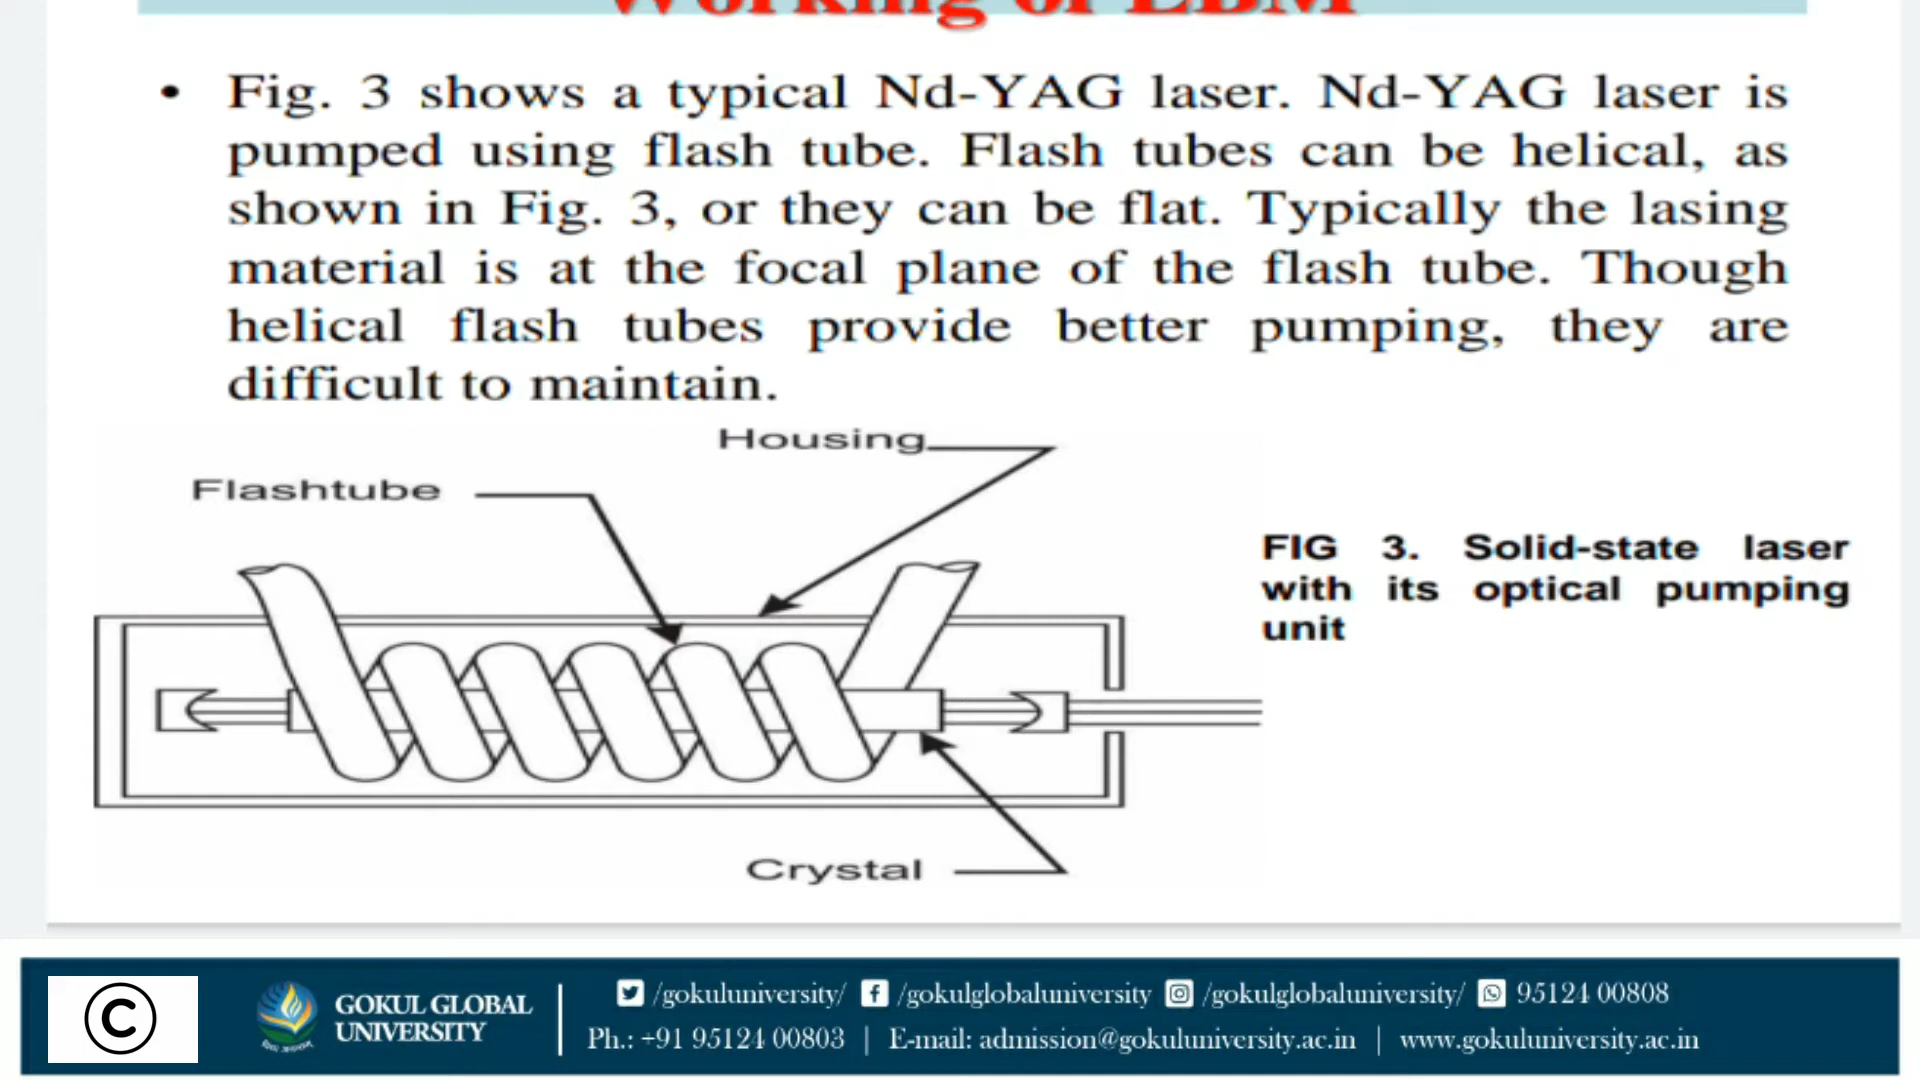 Working of LBM
• Fig. 3 shows a typical Nd-YAG laser. Nd-YAG laser is
pumped using flash tube. Flash tubes can be helical, as
shown in Fig. 3, or they can be flat. Typically the lasing
material is at the focal plane of the flash tube. Though
helical flash tubes provide better pumping, they are
difficult to maintain.
Housing
Flashtube
FIG 3. Solid-state laser
with its optical pumping
unit
Crystal
©
GOKUL GLOBAL
UNIVERSITY
/gokuluniversity/ /gokulglobaluniversity /gokulglobaluniversity/ 95124 00808
Ph.: +91 95124 00803 | E-mail: admission@gokuluniversity.ac.in | www.gokuluniversity.ac.in